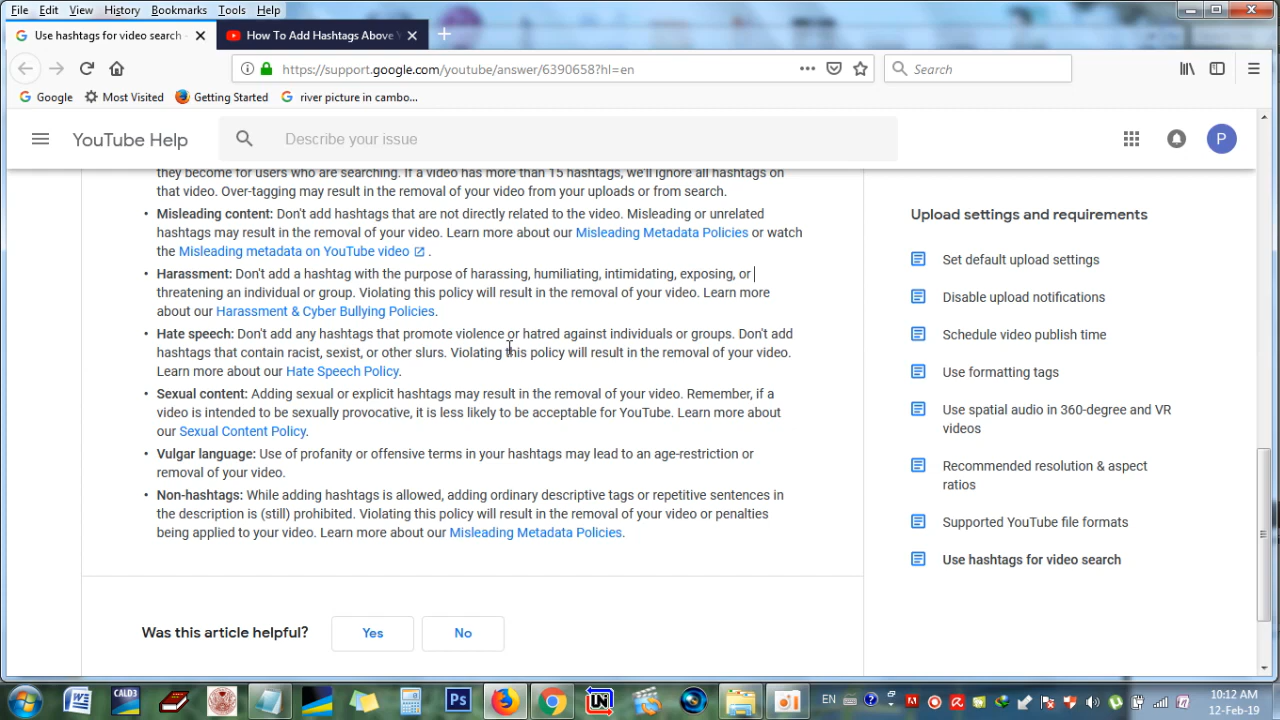 File Edit View History Bookmarks Tools Help
Use hashtags for video search -
How To Add Hashtags Above Y
https://support.google.com/youtube/answer/6390658?hl=en
Search
Google Most Visited Getting Started river picture in cambo...
YouTube Help
Describe your issue
P
they become for users who are searching. If a video has more than 15 hashtags, we'll ignore all hashtags on
that video. Over-tagging may result in the removal of your video from your uploads or from search.
• Misleading content: Don't add hashtags that are not directly related to the video. Misleading or unrelated
hashtags may result in the removal of your video. Learn more about our Misleading Metadata Policies or watch
the Misleading metadata on YouTube video .
• Harassment: Don't add a hashtag with the purpose of harassing, humiliating, intimidating, exposing, or
threatening an individual or group. Violating this policy will result in the removal of your video. Learn more
about our Harassment & Cyber Bullying Policies.
• Hate speech: Don't add any hashtags that promote violence or hatred against individuals or groups. Don't add
hashtags that contain racist, sexist, or other slurs. Violating this policy will result in the removal of your video.
Learn more about our Hate Speech Policy.
• Sexual content: Adding sexual or explicit hashtags may result in the removal of your video. Remember, if a
video is intended to be sexually provocative, it is less likely to be acceptable for YouTube. Learn more about
our Sexual Content Policy.
• Vulgar language: Use of profanity or offensive terms in your hashtags may lead to an age-restriction or
removal of your video.
• Non-hashtags: While adding hashtags is allowed, adding ordinary descriptive tags or repetitive sentences in
the description is (still) prohibited. Violating this policy will result in the removal of your video or penalties
being applied to your video. Learn more about our Misleading Metadata Policies.
Was this article helpful?
Yes
No
Upload settings and requirements
Set default upload settings
Disable upload notifications
Schedule video publish time
Use formatting tags
Use spatial audio in 360-degree and VR
videos
Recommended resolution & aspect
ratios
Supported YouTube file formats
Use hashtags for video search
CALD3
Ps
EN
10:12 AM
12-Feb-19